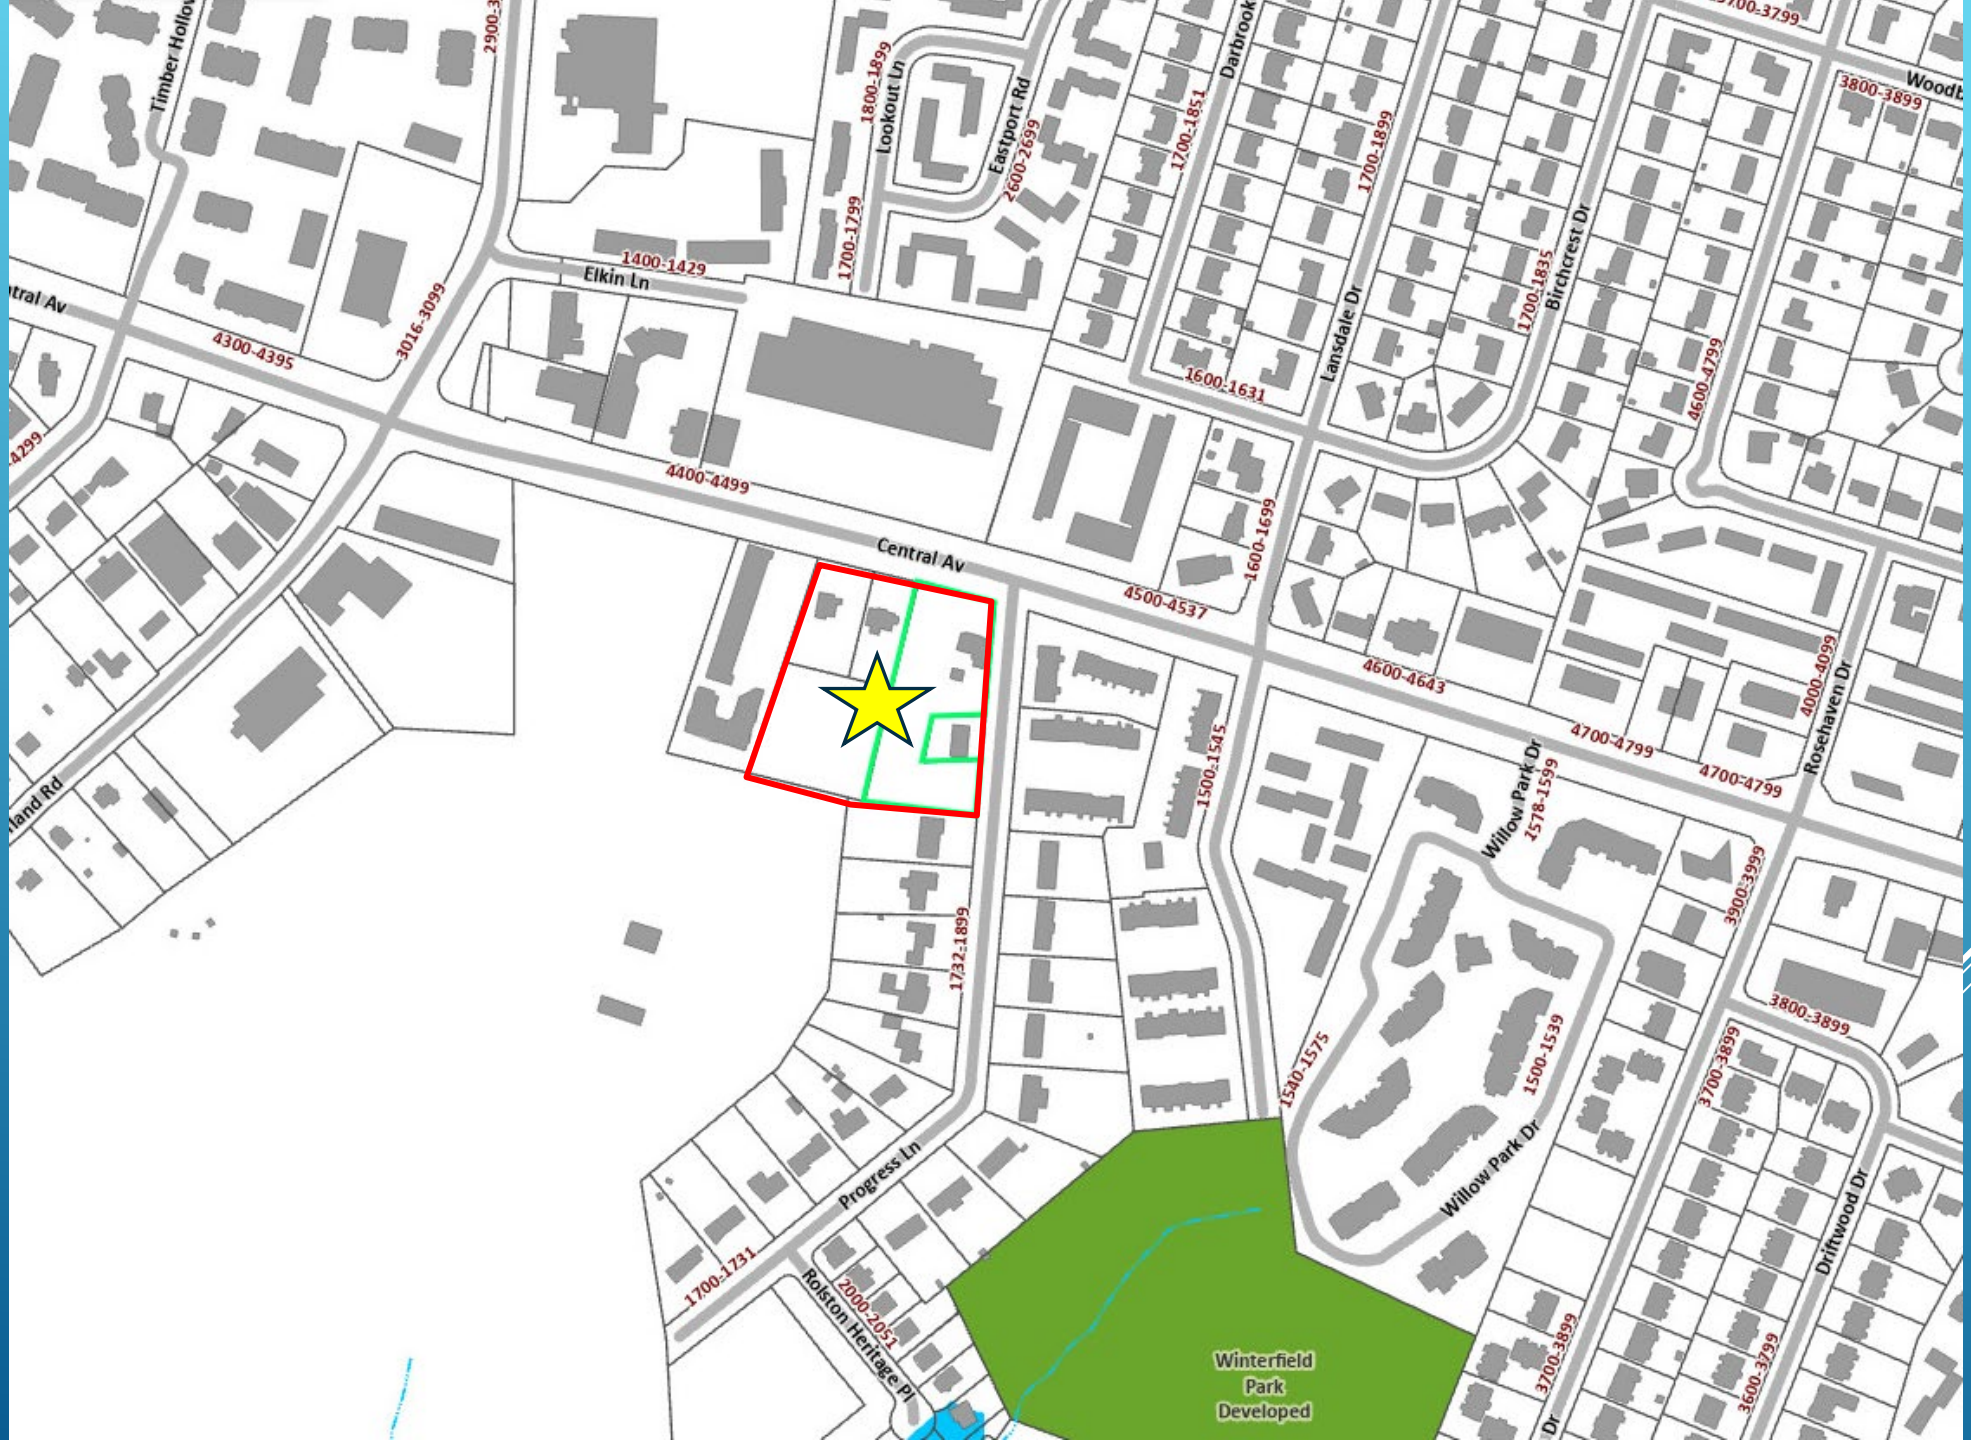 Timber Hollow
2900-3
1800-1899
Lookout Ln
Eastport Rd
2600-2699
Darbrook
1700-1851
1700-1899
3700-3799
3800-3899
Woodb
1700-1799
1400-1429
Elkin Ln
Birchcrest Dr
1700-1835
ntral Av
4300-4395
3016-3099
Lansdale Dr
1600-1631
4600-4799
-4299
4400-4499
Central Av
1600-1699
4500-4537
4600-4643
4000-4099
Rosehaven Dr
1500-1545
4700-4799
4700-4799
Willow Park Dr
1578-1599
rland Rd
3900-3999
1732-1899
3800-3899
3700-3899
1540-1575
1500-1539
Willow Park Dr
Progress Ln
Driftwood Dr
1700-1731
2000-2051
Rolston Heritage Pl
3700-3899
3600-3799
Winterfield
Park
Developed
Dr